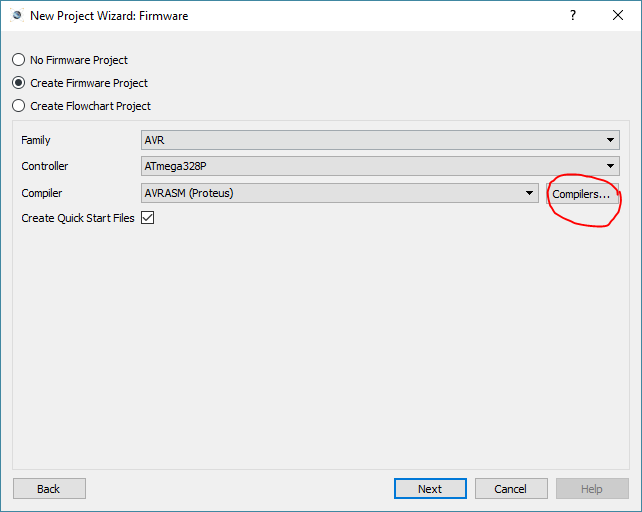 New Project Wizard: Firmware
No Firmware Project
Create Firmware Project
Create Flowchart Project
Family AVR
Controller ATmega328P
Compiler AVRASM (Proteus) Compilers...
Create Quick Start Files
Back Next Cancel Help